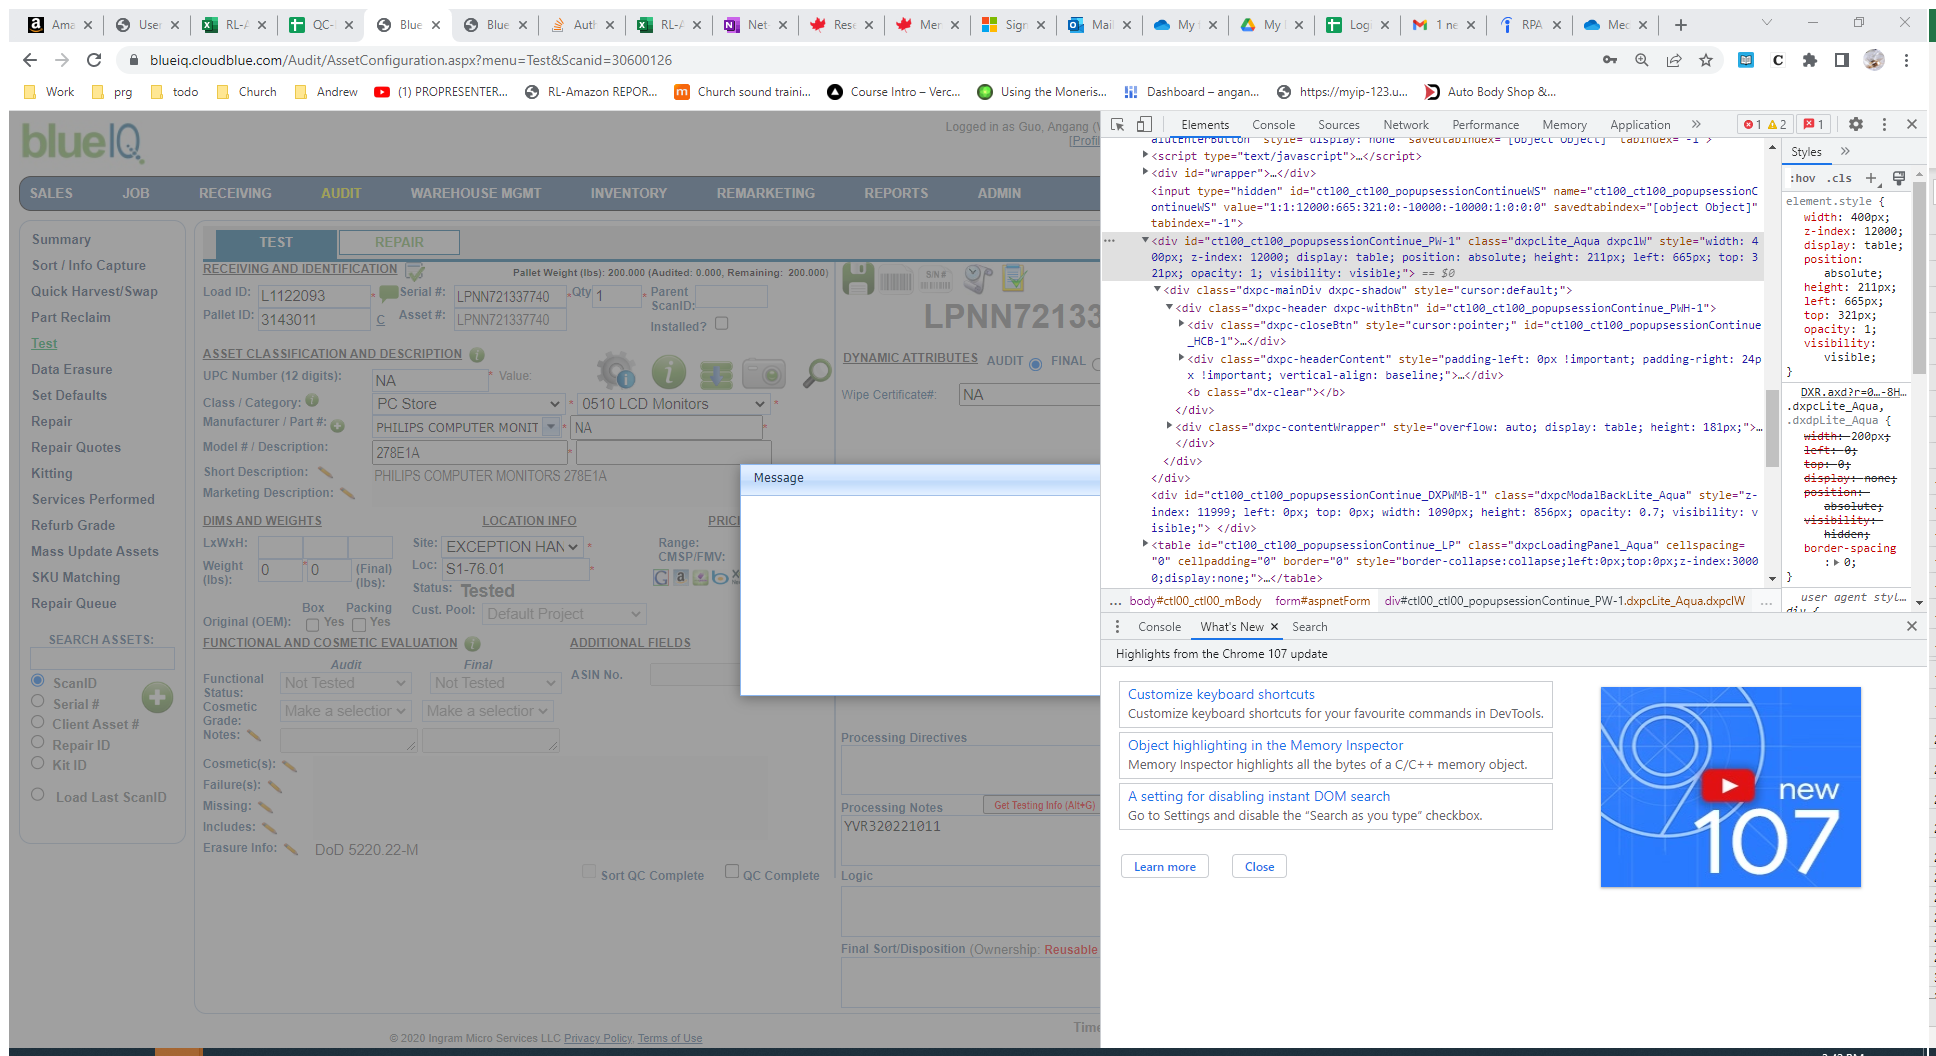 Ama
User
RL-A
QC-
Blue
Blue
Auth
RL-A
Net-
Rese
Mer
Sign
Mail
My f
My
Log
1 ne
RPA
Mec
blueiq.cloudblue.com/Audit/AssetConfiguration.aspx?menu=Test&Scanid=30600126
Work
prg
todo
Church
Andrew
(1) PROPRESENTER...
RL-Amazon REPOR...
Church sound traini...
Course Intro – Verc...
Using the Moneris...
Dashboard – angan...
https://myip-123.u...
Auto Body Shop &...
blueIQ
Logged in as Guo, Angang (V
[Profil
SALES JOB RECEIVING AUDIT WAREHOUSE MGMT INVENTORY REMARKETING REPORTS ADMIN
Summary
Sort / Info Capture
Quick Harvest/Swap
Part Reclaim
Test
Data Erasure
Set Defaults
Repair
Repair Quotes
Kitting
Services Performed
Refurb Grade
Mass Update Assets
SKU Matching
Repair Queue
SEARCH ASSETS:
ScanID
Serial #
Client Asset #
Repair ID
Kit ID
Load Last ScanID
TEST REPAIR
RECEIVING AND IDENTIFICATION
Pallet Weight (lbs): 200.000 (Audited: 0.000, Remaining: 200.000)
Load ID: L1122093 * Serial #: LPNN721337740 * Qty 1 * Parent ScanID:
Pallet ID: 3143011 C Asset #: LPNN721337740
Installed?
S/N #
LPNN72133
ASSET CLASSIFICATION AND DESCRIPTION
UPC Number (12 digits): NA * Value:
Class / Category: PC Store * 0510 LCD Monitors *
Manufacturer / Part #: PHILIPS COMPUTER MONIT * NA *
Model # / Description: 278E1A *
Short Description: PHILIPS COMPUTER MONITORS 278E1A
Marketing Description:
DYNAMIC ATTRIBUTES AUDIT FINAL
Wipe Certificate#: NA
DIMS AND WEIGHTS
LxWxH:
Weight (lbs): 0 * 0 (Final) (lbs):
Box Packing
Original (OEM): Yes Yes
LOCATION INFO
Site: EXCEPTION HAN *
Loc: S1-76.01 *
Status: Tested
Cust. Pool: Default Project
PRIC
Range:
CMSP/FMV:
FUNCTIONAL AND COSMETIC EVALUATION
Audit Final
Functional Status: Not Tested Not Tested
Cosmetic Grade: Make a selection Make a selection
Notes:
Cosmetic(s):
Failure(s):
Missing:
Includes:
Erasure Info: DoD 5220.22-M
Sort QC Complete QC Complete
ADDITIONAL FIELDS
ASIN No.
Message
Processing Directives
Processing Notes Get Testing Info (Alt+G)
YVR320221011
Logic
Final Sort/Disposition (Ownership: Reusable
Time
© 2020 Ingram Micro Services LLC Privacy Policy. Terms of Use
Elements Console Sources Network Performance Memory Application » 1 2 1
alutEnterButton" style="display: none" savedtabindex="[object Object]" tabindex="-1">
<script type="text/javascript">…</script>
<div id="wrapper">…</div>
<input type="hidden" id="ctl00_ctl00_popupsessionContinueWS" name="ctl00_ctl00_popupsessionC
ontinueWS" value="1:1:12000:665:321:0:-10000:-10000:1:0:0:0" savedtabindex="[object Object]"
tabindex="-1">
<div id="ctl00_ctl00_popupsessionContinue_PW-1" class="dxpcLite_Aqua dxpclW" style="width: 4
00px; z-index: 12000; display: table; position: absolute; height: 211px; left: 665px; top: 3
21px; opacity: 1; visibility: visible;"> == $0
<div class="dxpc-mainDiv dxpc-shadow" style="cursor:default;">
<div class="dxpc-header dxpc-withBtn" id="ctl00_ctl00_popupsessionContinue_PWH-1">
<div class="dxpc-closeBtn" style="cursor:pointer;" id="ctl00_ctl00_popupsessionContinue
_HCB-1">…</div>
<div class="dxpc-headerContent" style="padding-left: 0px !important; padding-right: 24p
x !important; vertical-align: baseline;">…</div>
<b class="dx-clear"></b>
</div>
<div class="dxpc-contentWrapper" style="overflow: auto; display: table; height: 181px;">…
</div>
</div>
</div>
<div id="ctl00_ctl00_popupsessionContinue_DXPWMB-1" class="dxpcModalBackLite_Aqua" style="z-
index: 11999; left: 0px; top: 0px; width: 1090px; height: 856px; opacity: 0.7; visibility: v
isible;"> </div>
<table id="ctl00_ctl00_popupsessionContinue_LP" class="dxpcLoadingPanel_Aqua" cellspacing=
"0" cellpadding="0" border="0" style="border-collapse:collapse;left:0px;top:0px;z-index:3000
0;display:none;">…</table>
... body#ctl00_ctl00_mBody form#aspnetForm div#ctl00_ctl00_popupsessionContinue_PW-1.dxpcLite_Aqua.dxpclW ...
Styles »
:hov .cls +
element.style {
width: 400px;
z-index: 12000;
display: table;
position:
absolute;
height: 211px;
left: 665px;
top: 321px;
opacity: 1;
visibility:
visible;
}
DXR.axd?r=0…-8H…
.dxpcLite_Aqua,
.dxdpLite_Aqua {
width: 200px;
left: 0;
top: 0;
display: none;
position:
absolute;
visibility:
hidden;
border-spacing
: 0;
}
user agent styl…
div {
Console What's New Search
Highlights from the Chrome 107 update
Customize keyboard shortcuts
Customize keyboard shortcuts for your favourite commands in DevTools.
Object highlighting in the Memory Inspector
Memory Inspector highlights all the bytes of a C/C++ memory object.
A setting for disabling instant DOM search
Go to Settings and disable the “Search as you type” checkbox.
Learn more Close
new
107